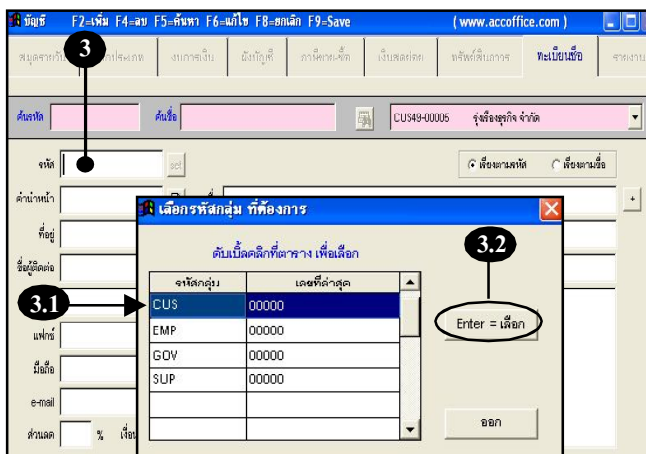 บัญชี F2=เพิ่ม F4=ลบ F5=ค้นหา F6=แก้ไข F8=ยกเลิก F9=Save (www.accoffice.com)
3 งบการเงิน ผังบัญชี เงินสดย่อย ทรัพย์สินถาวร ทะเบียนชื่อ รายงาน
ค้นรหัส ค้นชื่อ CUS49-00006 รุ่งเรืองธุรกิจ จำกัด
รหัส set เรียงตามรหัส เรียงตามชื่อ
คำนำหน้า +
เลือกรหัสกลุ่ม ที่ต้องการ
ที่อยู่
ดับเบิ้ลคลิกที่ตาราง เพื่อเลือก 3.2
ชื่อผู้ติดต่อ
รหัสกลุ่ม เลขที่ล่าสุด
3.1 CUS 00000
Enter = เลือก
แฟกซ์ EMP 00000
GOV 00000
มือถือ
SUP 00000
e-mail
ออก
ส่วนลด %